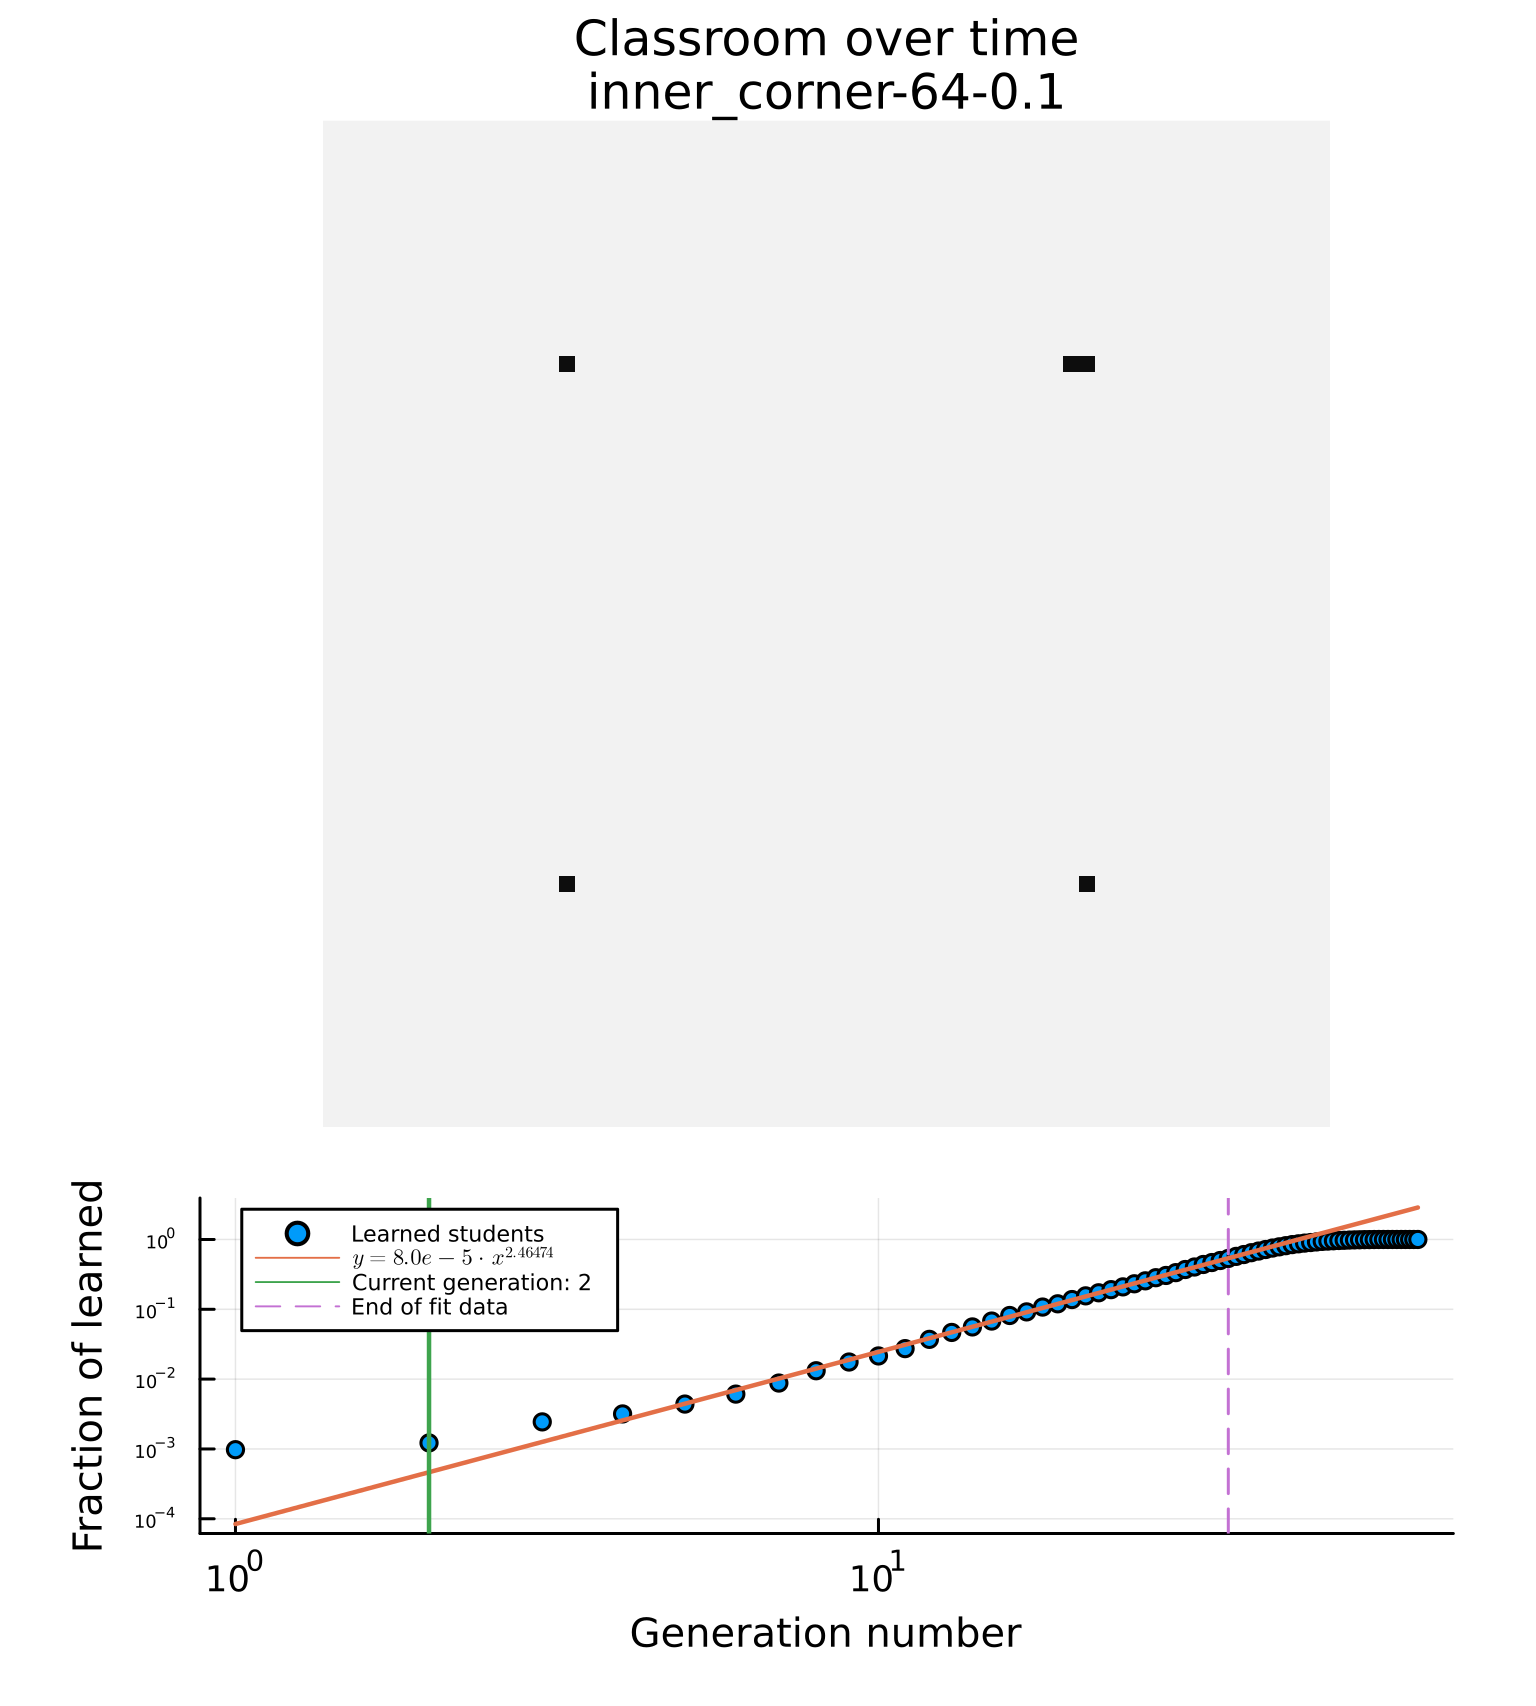 Classroom over time
inner_corner-64-0.1
Fraction of learned
Learned students
y = 8.0e − 5 · x^2.46474
Current generation: 2
End of fit data
10^0
10^−1
10^−2
10^−3
10^−4
10^0 10^1
Generation number